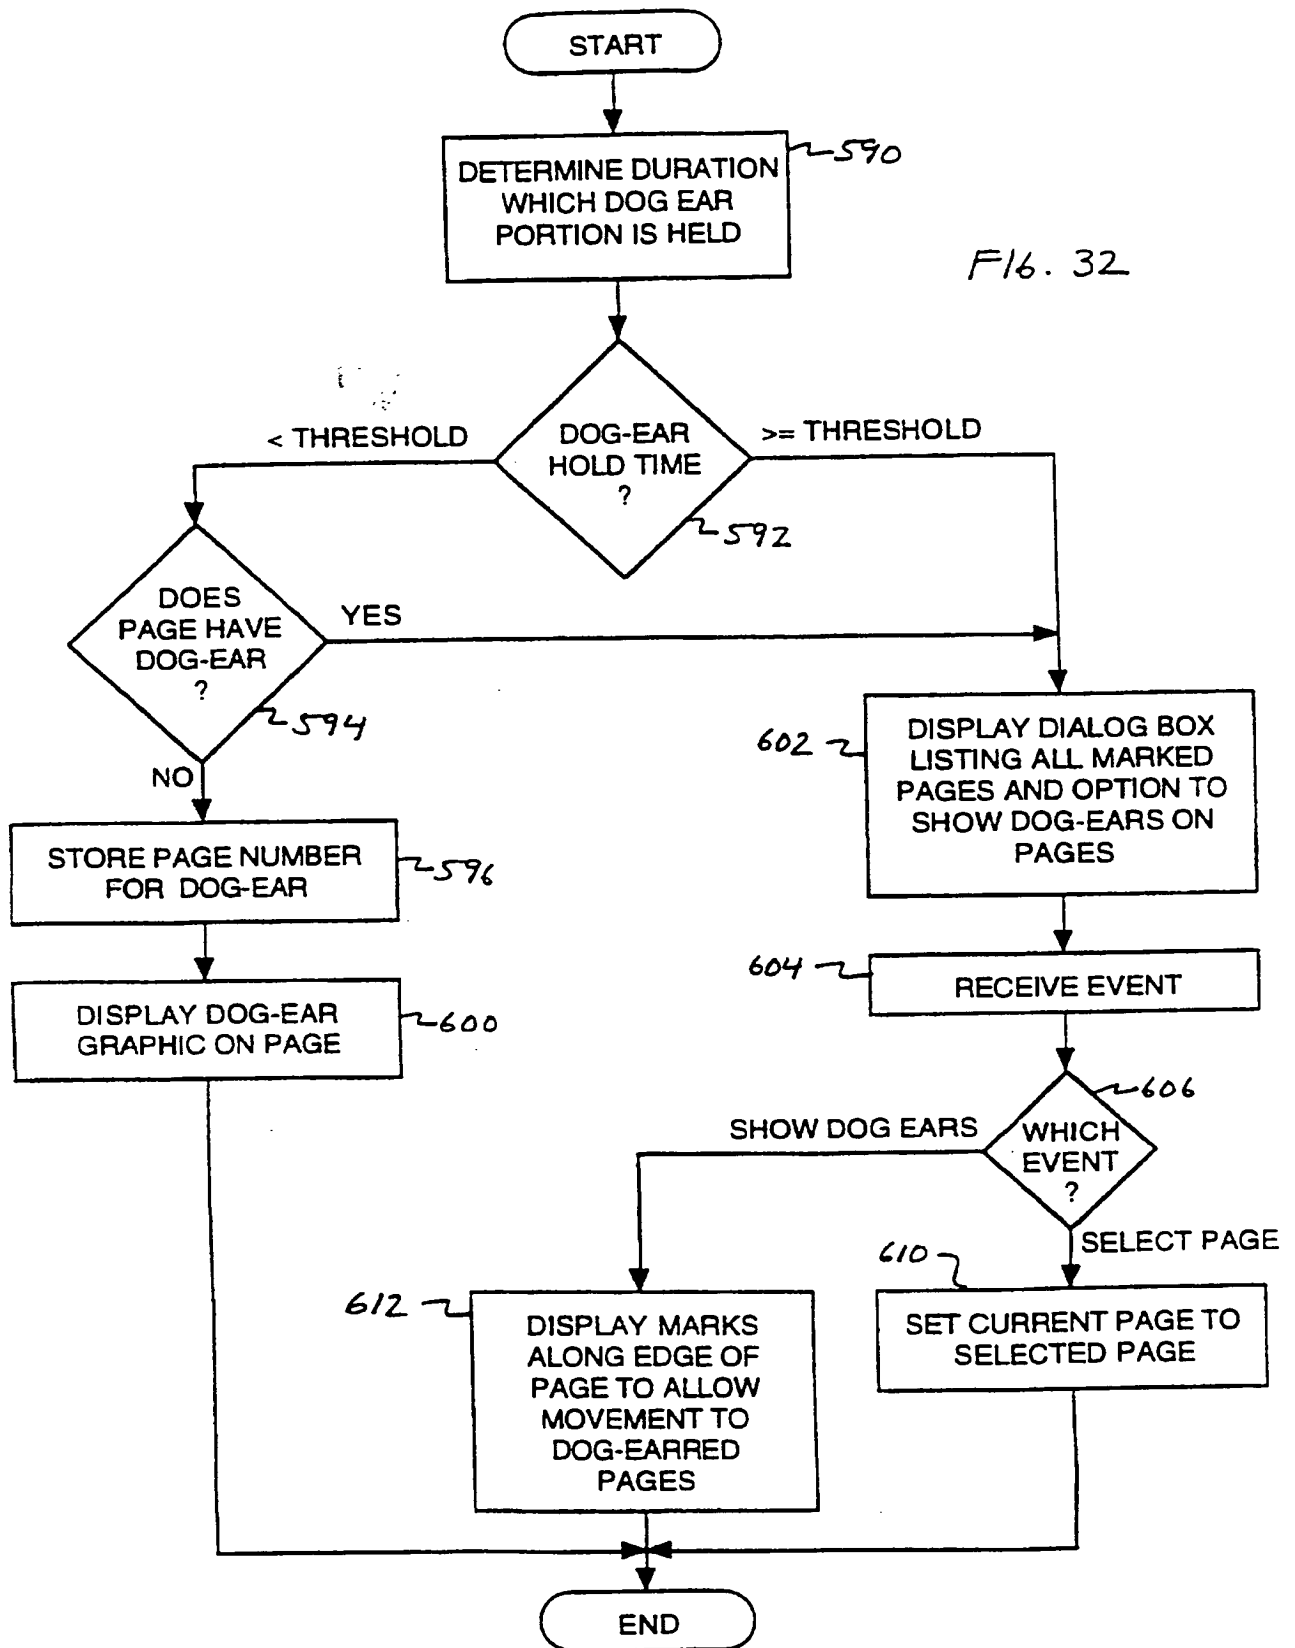 START
DETERMINE DURATION
WHICH DOG EAR
PORTION IS HELD
590
FIG. 32
< THRESHOLD
DOG-EAR
HOLD TIME
?
>= THRESHOLD
592
DOES
PAGE HAVE
DOG-EAR
?
YES
594
NO
602
DISPLAY DIALOG BOX
LISTING ALL MARKED
PAGES AND OPTION TO
SHOW DOG-EARS ON
PAGES
STORE PAGE NUMBER
FOR DOG-EAR
596
604
RECEIVE EVENT
DISPLAY DOG-EAR
GRAPHIC ON PAGE
600
606
SHOW DOG EARS
WHICH
EVENT
?
SELECT PAGE
610
SET CURRENT PAGE TO
SELECTED PAGE
612
DISPLAY MARKS
ALONG EDGE OF
PAGE TO ALLOW
MOVEMENT TO
DOG-EARRED
PAGES
END